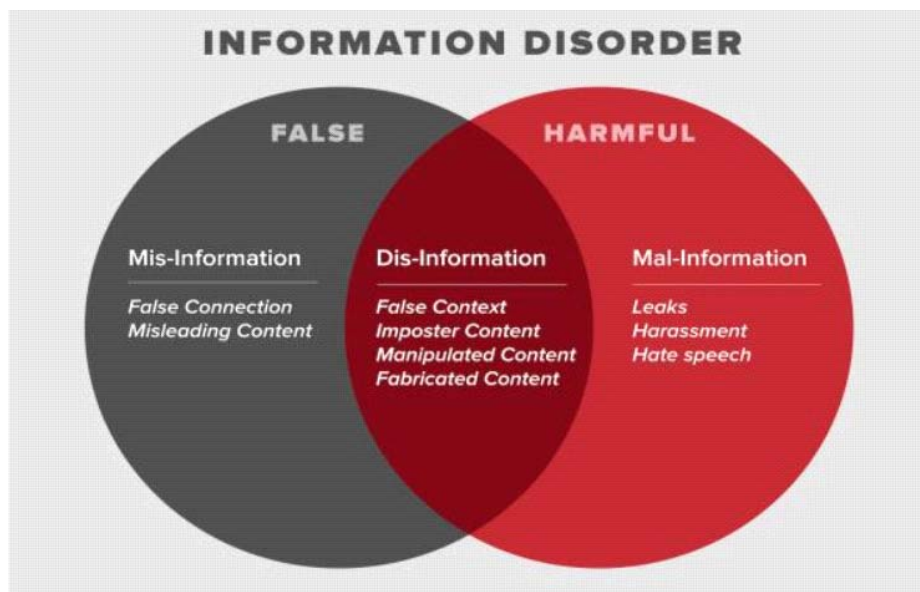 INFORMATION DISORDER
FALSE
HARMFUL
Mis-Information
False Connection
Misleading Content
Dis-Information
False Context
Imposter Content
Manipulated Content
Fabricated Content
Mal-Information
Leaks
Harassment
Hate speech